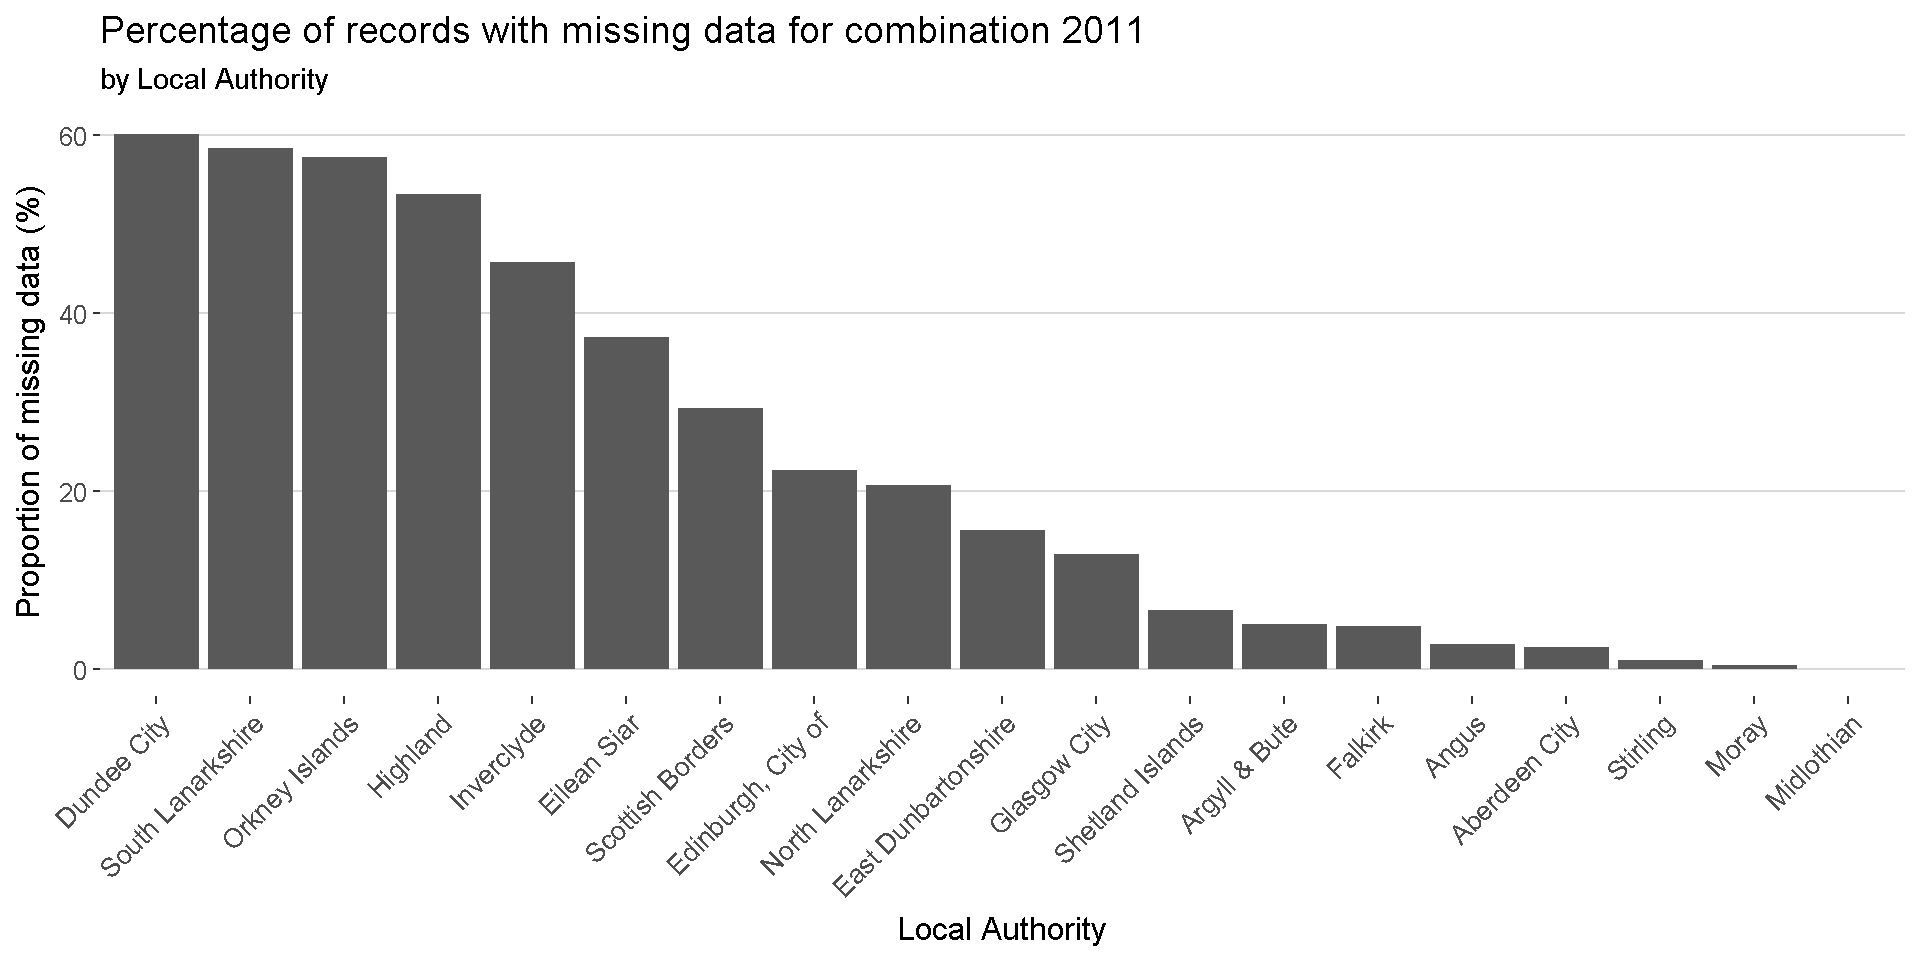 Percentage of records with missing data for combination 2011
by Local Authority
Proportion of missing data (%)
60
40
20
0
Dundee City
South Lanarkshire
Orkney Islands
Highland
Inverclyde
Eilean Siar
Scottish Borders
Edinburgh, City of
North Lanarkshire
East Dunbartonshire
Glasgow City
Shetland Islands
Argyll & Bute
Falkirk
Angus
Aberdeen City
Stirling
Moray
Midlothian
Local Authority